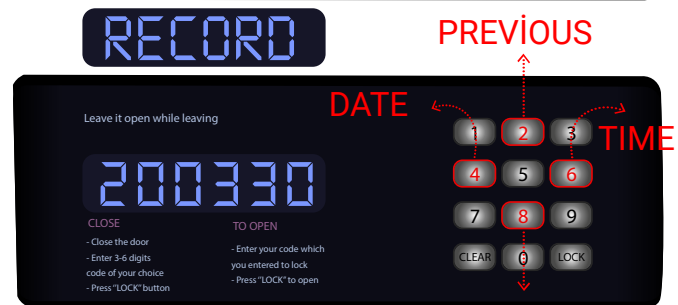 RECORD
PREVİOUS
Leave it open while leaving
DATE
TIME
1 2 3
200330
4 5 6
CLOSE
- Close the door
- Enter 3-6 digits
code of your choice
- Press "LOCK" button
TO OPEN
- Enter your code which
you entered to lock
- Press "LOCK" to open
7 8 9
CLEAR 0 LOCK